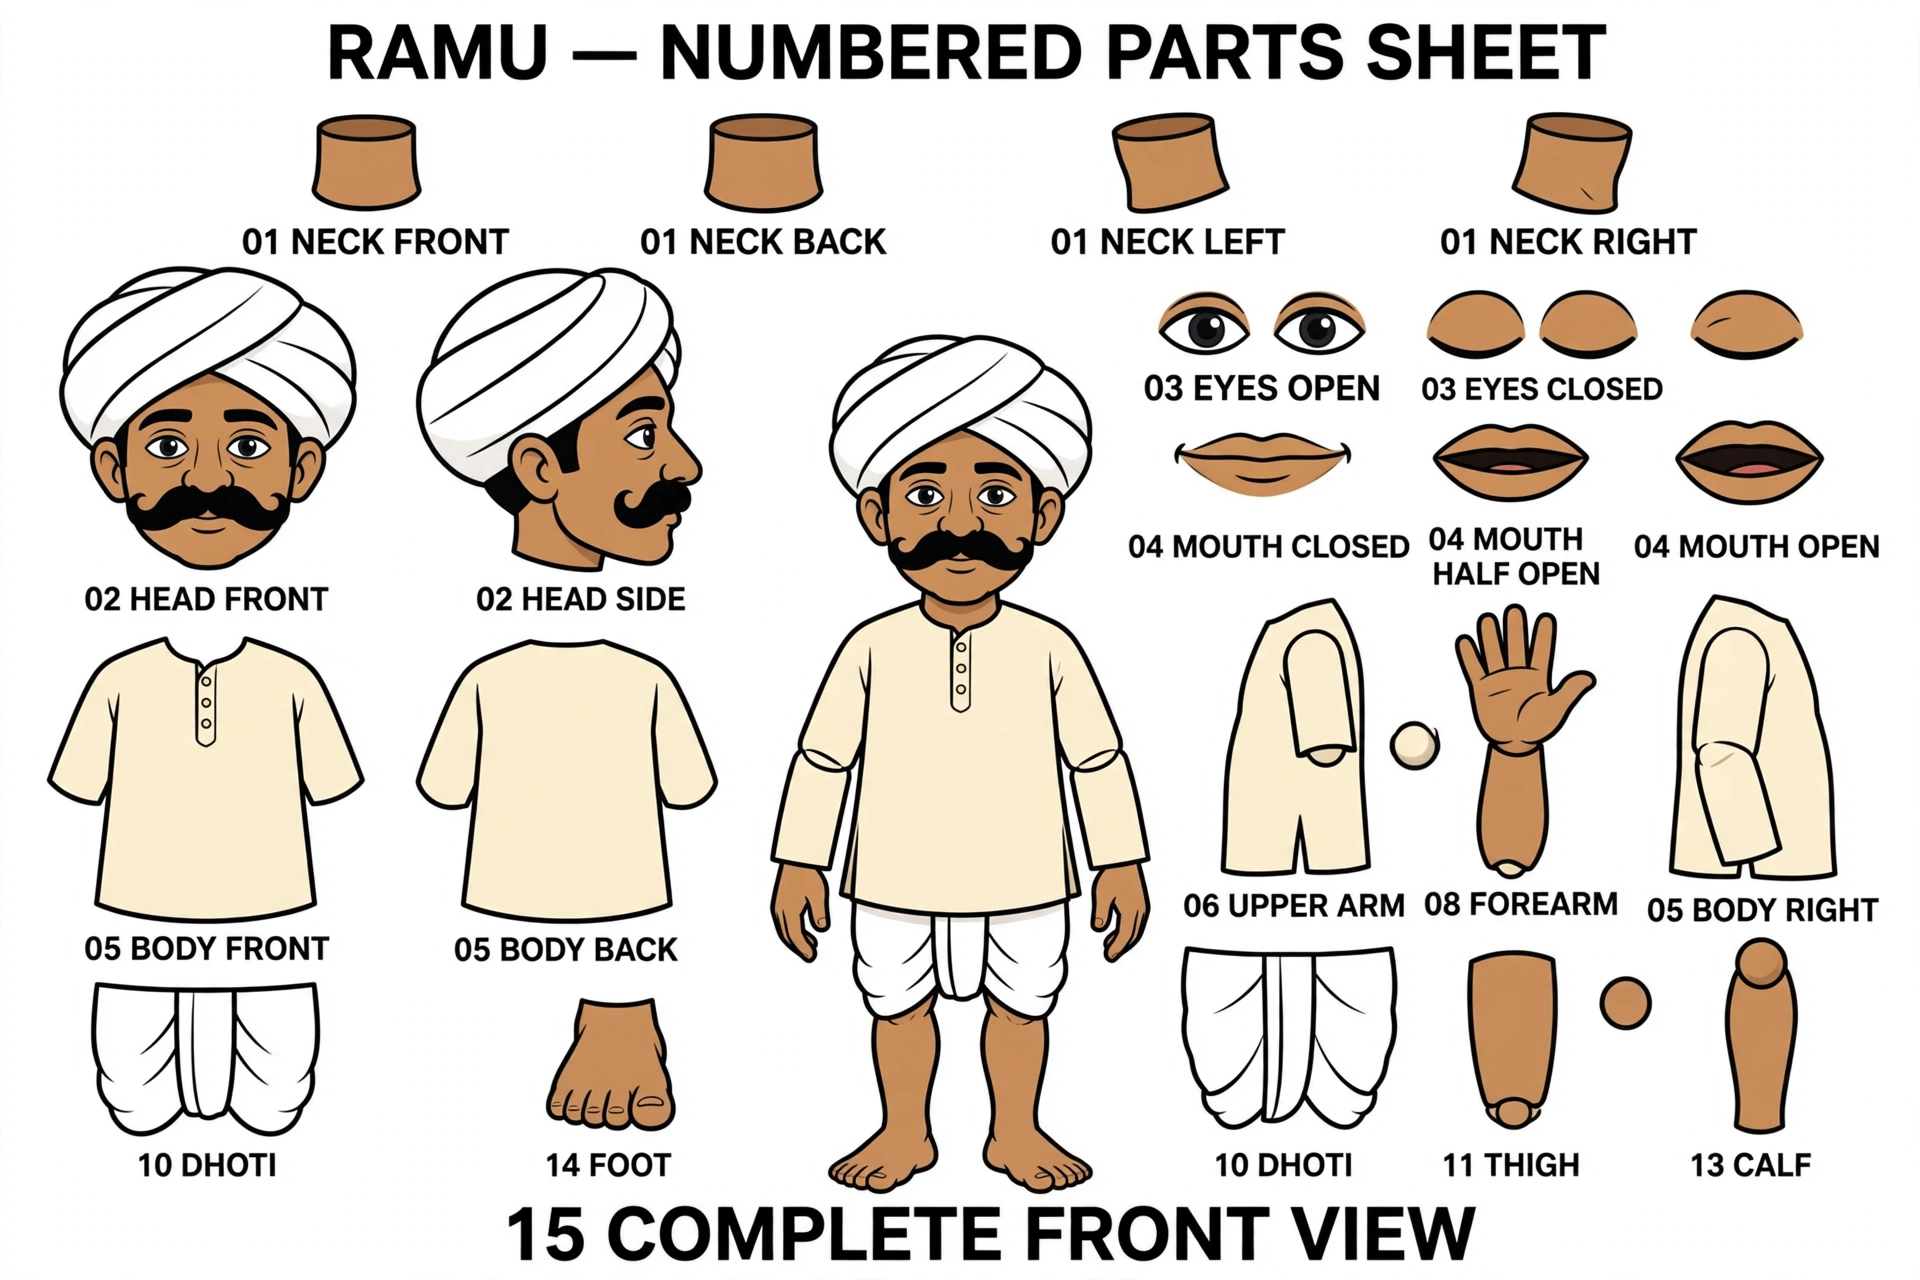 RAMU — NUMBERED PARTS SHEET
01 NECK FRONT
01 NECK BACK
01 NECK LEFT
01 NECK RIGHT
03 EYES OPEN
03 EYES CLOSED
04 MOUTH CLOSED
04 MOUTH
HALF OPEN
04 MOUTH OPEN
02 HEAD FRONT
02 HEAD SIDE
06 UPPER ARM
08 FOREARM
05 BODY RIGHT
05 BODY FRONT
05 BODY BACK
10 DHOTI
14 FOOT
10 DHOTI
11 THIGH
13 CALF
15 COMPLETE FRONT VIEW